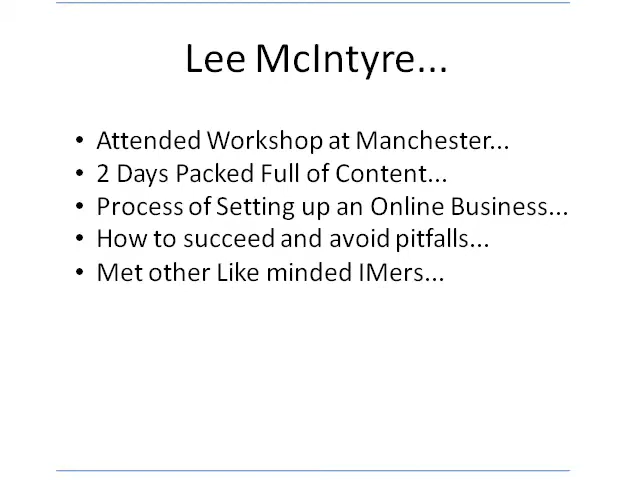 Lee McIntyre...
• Attended Workshop at Manchester...
• 2 Days Packed Full of Content...
• Process of Setting up an Online Business...
• How to succeed and avoid pitfalls...
• Met other Like minded IMers...